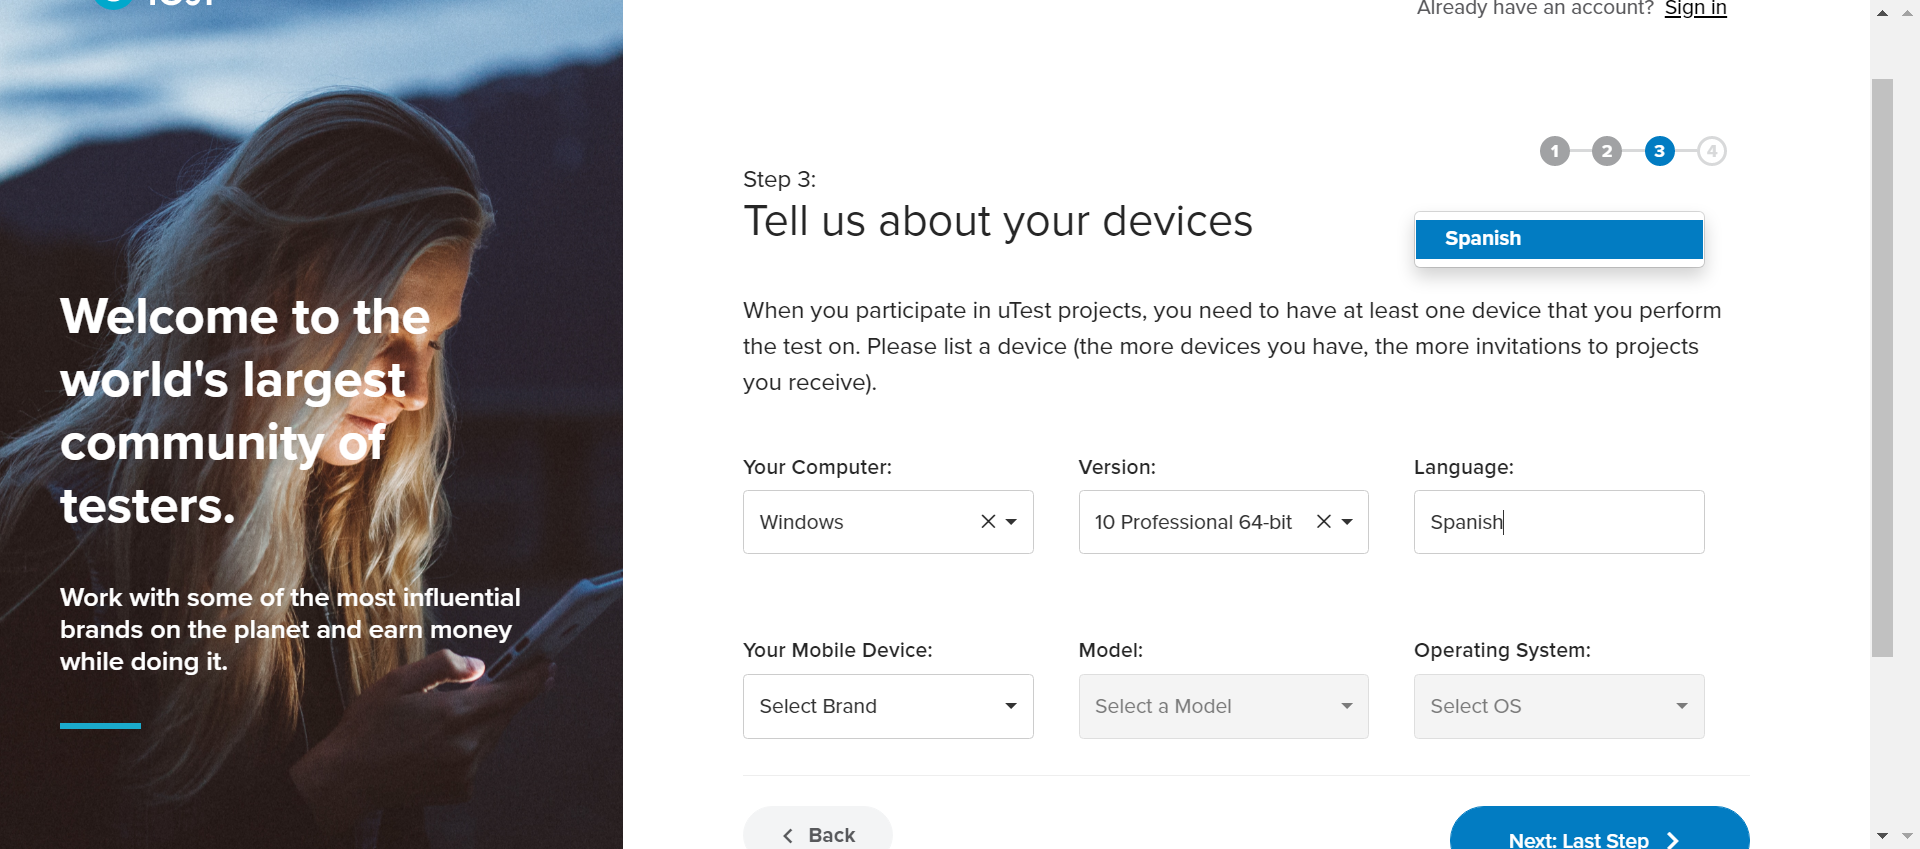 Already have an account? Sign in
1 2 3 4
Step 3:
Tell us about your devices
Spanish
When you participate in uTest projects, you need to have at least one device that you perform
the test on. Please list a device (the more devices you have, the more invitations to projects
you receive).
Your Computer: Version: Language:
Windows 10 Professional 64-bit Spanish
Your Mobile Device: Model: Operating System:
Select Brand Select a Model Select OS
Back Next: Last Step
Welcome to the
world's largest
community of
testers.
Work with some of the most influential
brands on the planet and earn money
while doing it.